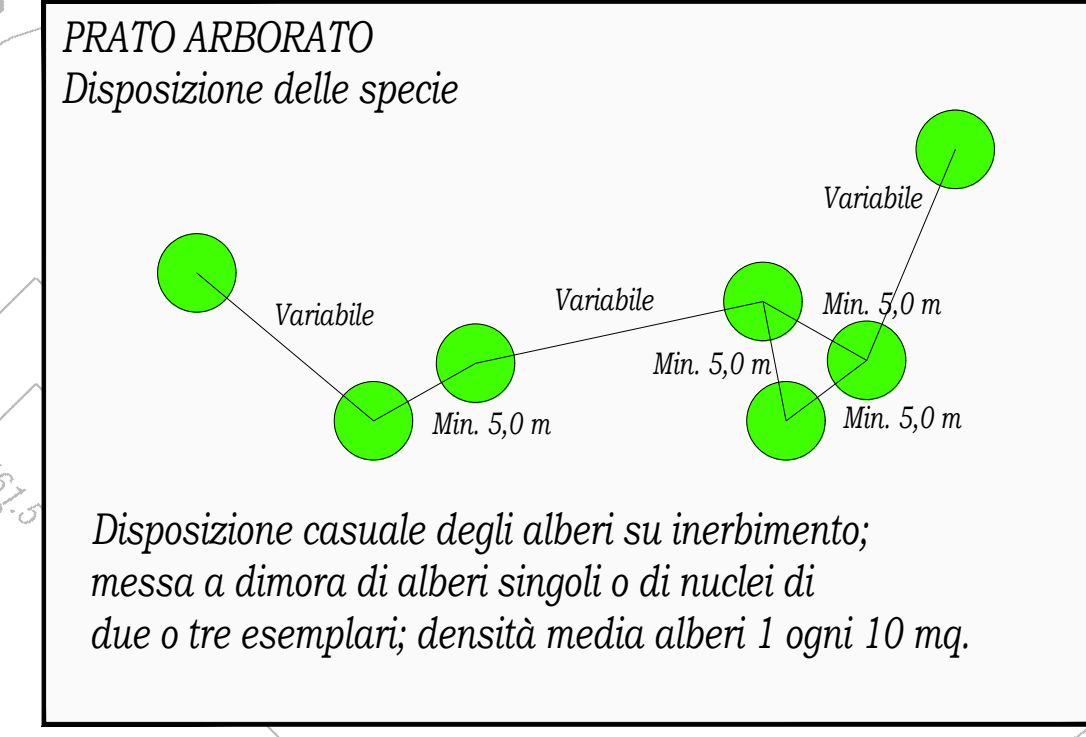 PRATO ARBORATO
Disposizione delle specie
Variabile
Variabile
Variabile
Min. 5,0 m
Min. 5,0 m
Min. 5,0 m
Min. 5,0 m
Disposizione casuale degli alberi su inerbimento;
messa a dimora di alberi singoli o di nuclei di
due o tre esemplari; densità media alberi 1 ogni 10 mq.